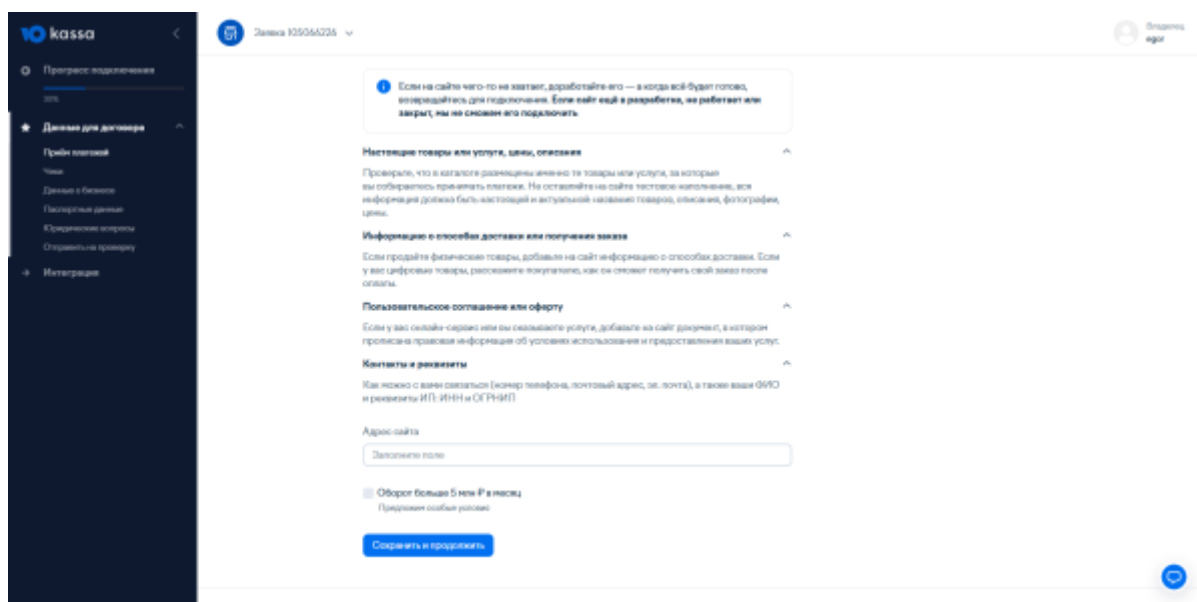 Ю kassa
Заявка 105066226
Владелец
egor
Прогресс подключения
30%
Данные для договора
Приём платежей
Чеки
Данные о бизнесе
Паспортные данные
Юридические вопросы
Отправить на проверку
Интеграция
Если на сайте чего-то не хватает, доработайте его — а когда всё будет готово,
возвращайтесь для подключения. Если сайт ещё в разработке, не работает или
закрыт, мы не сможем его подключить
Настоящие товары или услуги, цены, описания
Проверьте, что в каталоге размещены именно те товары или услуги, за которые
вы собираетесь принимать платежи. Не оставляйте на сайте тестовое наполнение, вся
информация должна быть настоящей и актуальной: названия товаров, описания, фотографии,
цены.
Информацию о способах доставки или получения заказа
Если продаёте физические товары, добавьте на сайт информацию о способах доставки. Если
у вас цифровые товары, расскажите покупателю, как он сможет получить свой заказ после
оплаты.
Пользовательское соглашение или оферту
Если у вас онлайн-сервис или вы оказываете услуги, добавьте на сайт документ, в котором
прописана правовая информация об условиях использования и предоставления ваших услуг.
Контакты и реквизиты
Как можно с вами связаться (номер телефона, почтовый адрес, эл. почта), а также ваши ФИО
и реквизиты ИП: ИНН и ОГРНИП
Адрес сайта
Заполните поле
Оборот больше 5 млн ₽ в месяц
Предложим особые условия
Сохранить и продолжить